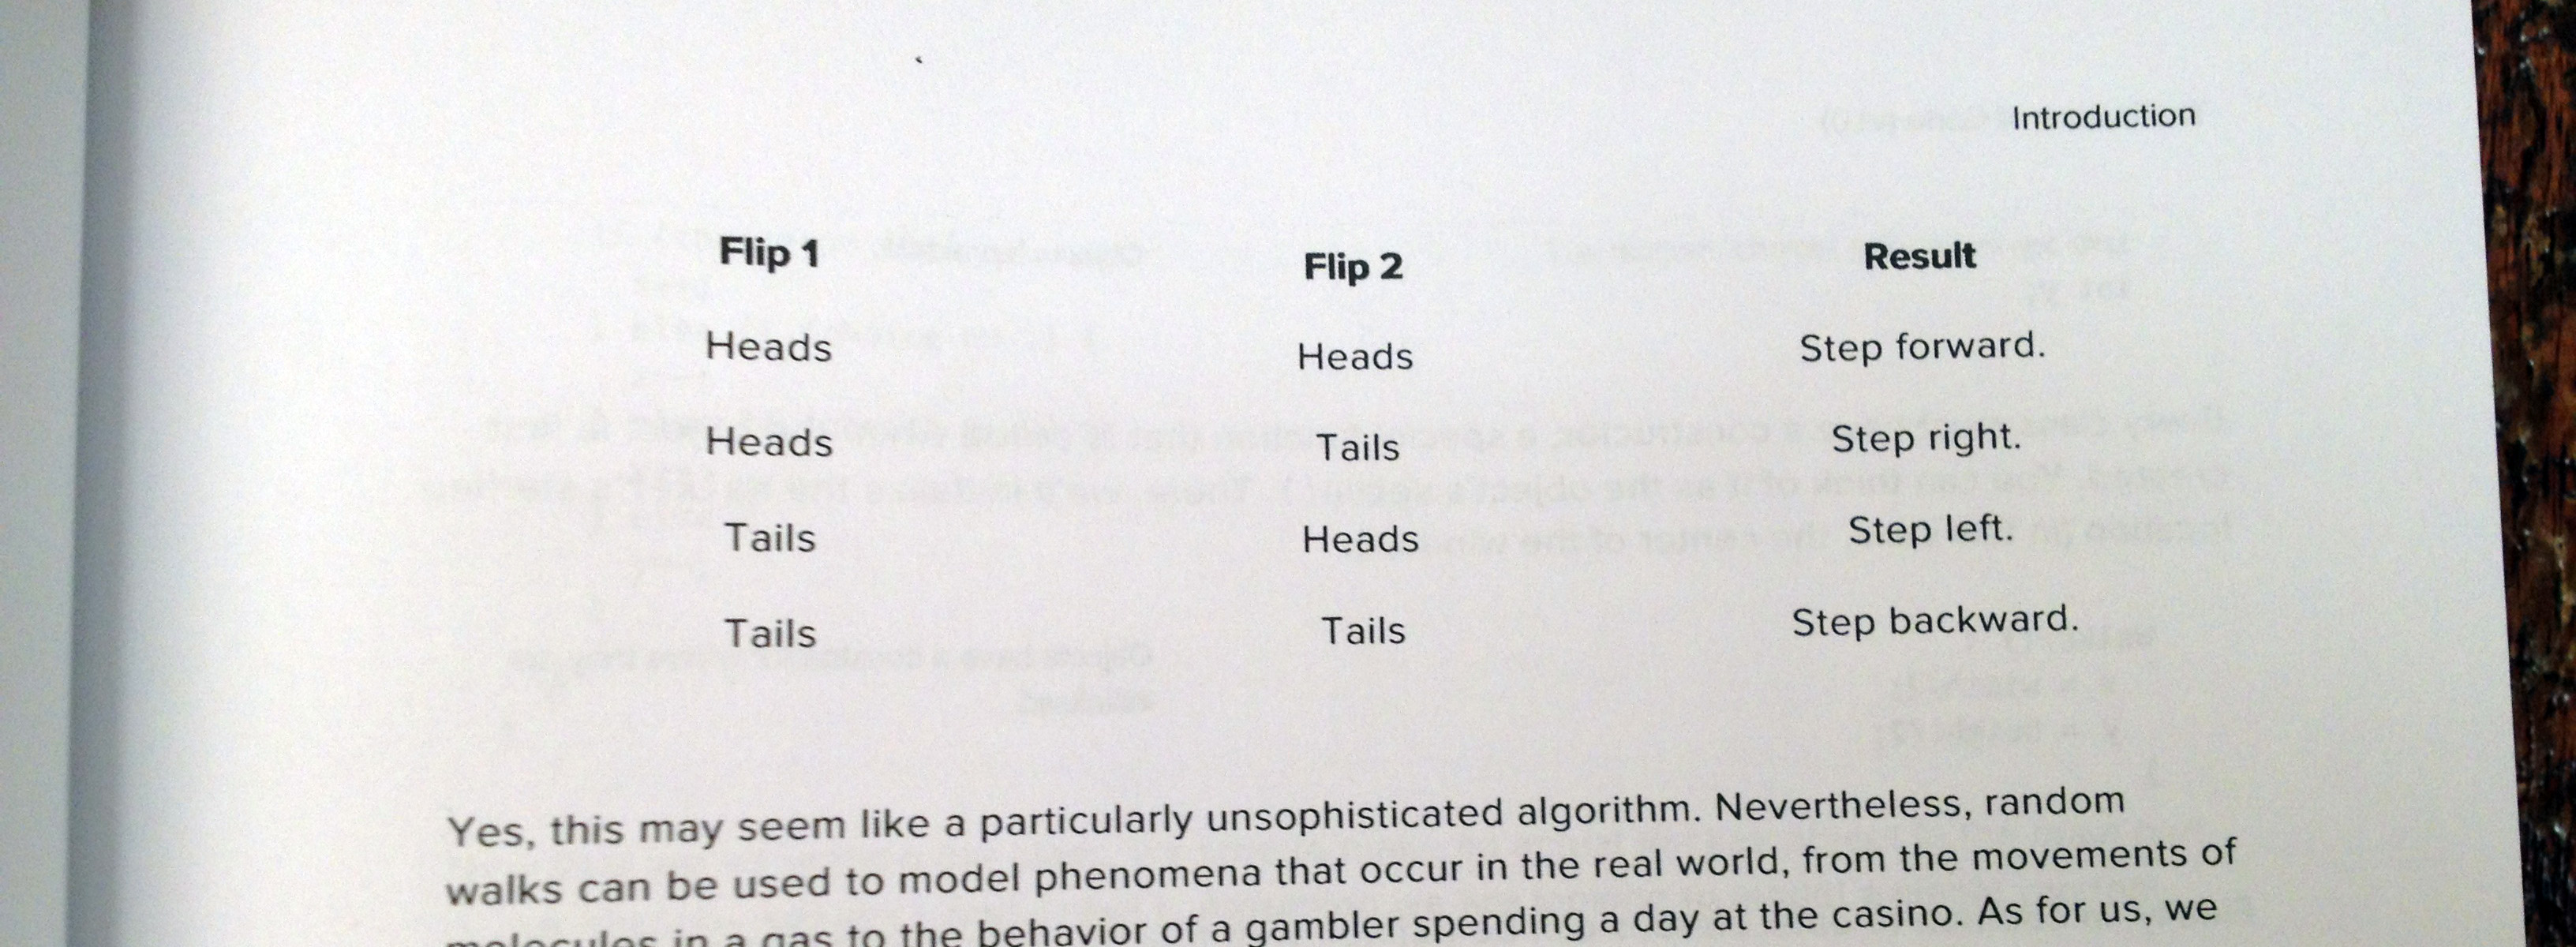 Introduction
Flip 1 Flip 2 Result
Heads Heads Step forward.
Heads Tails Step right.
Tails Heads Step left.
Tails Tails Step backward.
Yes, this may seem like a particularly unsophisticated algorithm. Nevertheless, random
walks can be used to model phenomena that occur in the real world, from the movements of
molecules in a gas to the behavior of a gambler spending a day at the casino. As for us, we